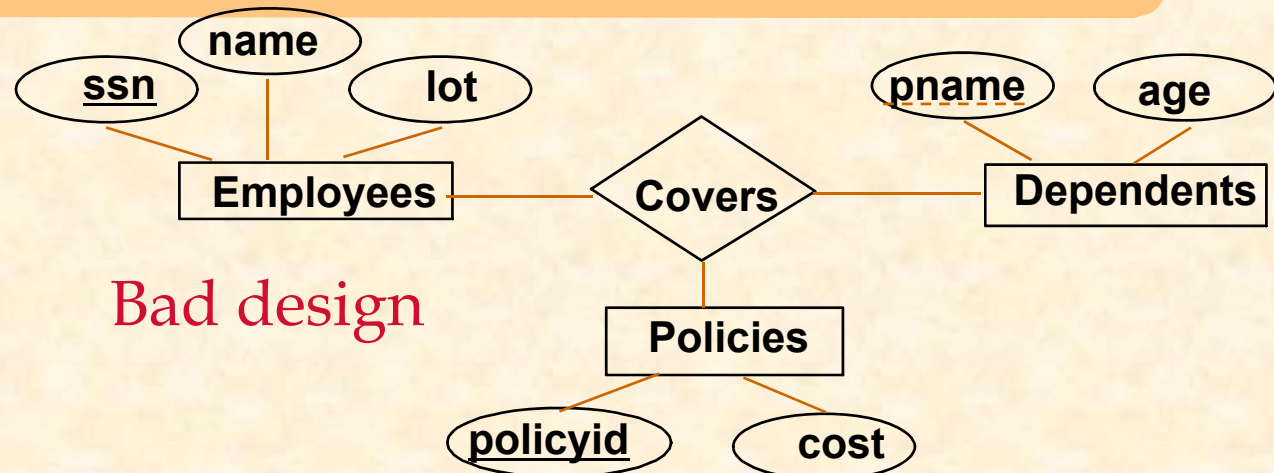 name
ssn
lot
pname
age
Employees
Covers
Dependents
Bad design
Policies
policyid
cost